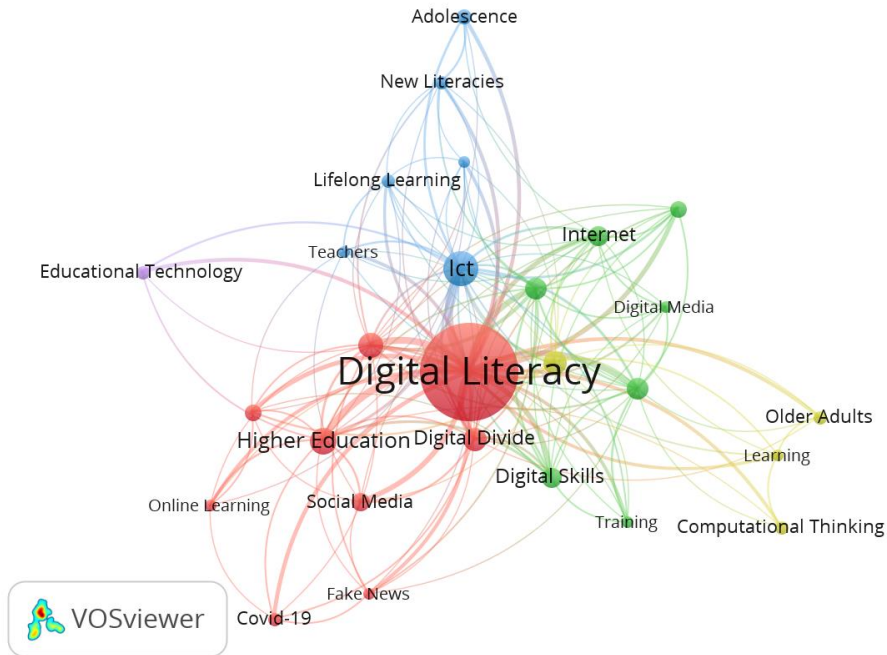 Adolescence
New Literacies
Lifelong Learning
Internet
Teachers
Ict
Educational Technology
Digital Media
Digital Literacy
Older Adults
Higher Education
Digital Divide
Learning
Digital Skills
Social Media
Online Learning
Training
Computational Thinking
Fake News
Covid-19
VOSviewer